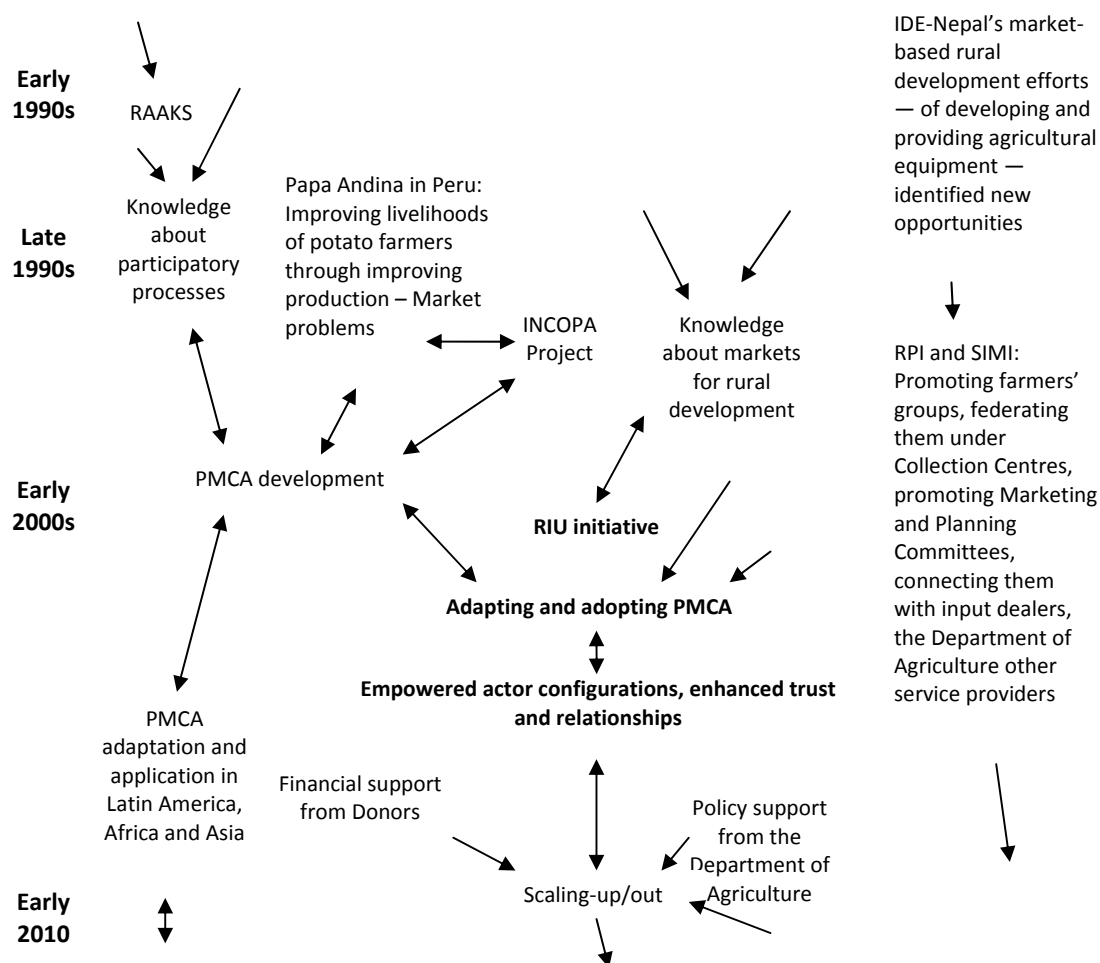 Early
1990s
RAAKS
Knowledge
about
participatory
processes
Late
1990s
Papa Andina in Peru:
Improving livelihoods
of potato farmers
through improving
production – Market
problems
INCOPA
Project
Knowledge
about markets
for rural
development
IDE-Nepal’s market-
based rural
development efforts
— of developing and
providing agricultural
equipment —
identified new
opportunities
RPI and SIMI:
Promoting farmers’
groups, federating
them under
Collection Centres,
promoting Marketing
and Planning
Committees,
connecting them
with input dealers,
the Department of
Agriculture other
service providers
Early
2000s
PMCA development
RIU initiative
Adapting and adopting PMCA
Empowered actor configurations, enhanced trust
and relationships
PMCA
adaptation and
application in
Latin America,
Africa and Asia
Financial support
from Donors
Policy support
from the
Department of
Agriculture
Scaling-up/out
Early
2010